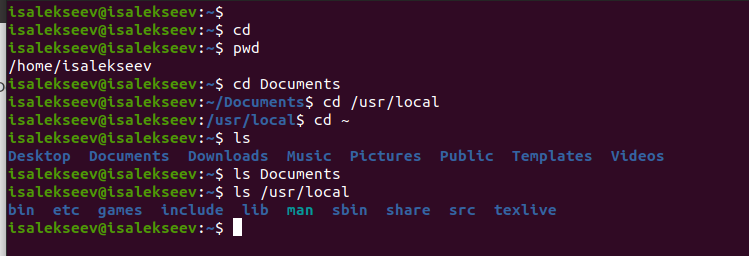 isalekseev@isalekseev:~$
isalekseev@isalekseev:~$ cd
isalekseev@isalekseev:~$ pwd
/home/isalekseev
isalekseev@isalekseev:~$ cd Documents
isalekseev@isalekseev:~/Documents$ cd /usr/local
isalekseev@isalekseev:/usr/local$ cd ~
isalekseev@isalekseev:~$ ls
Desktop Documents Downloads Music Pictures Public Templates Videos
isalekseev@isalekseev:~$ ls Documents
isalekseev@isalekseev:~$ ls /usr/local
bin etc games include lib man sbin share src texlive
isalekseev@isalekseev:~$